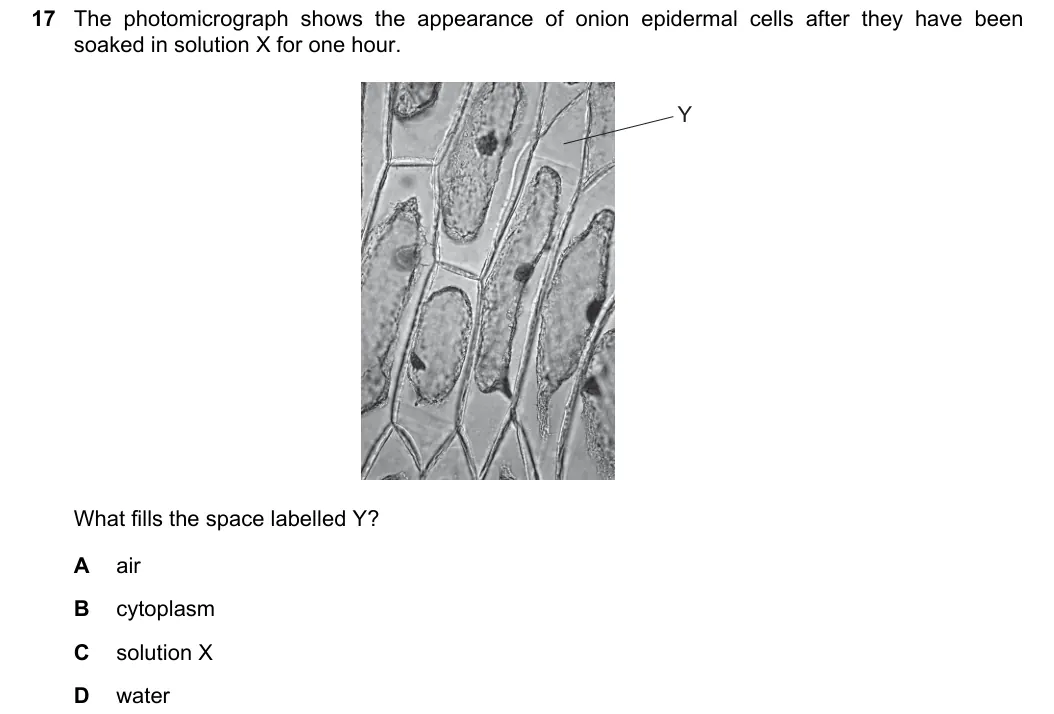 17 The photomicrograph shows the appearance of onion epidermal cells after they have been
soaked in solution X for one hour.
Y
What fills the space labelled Y?
A air
B cytoplasm
C solution X
D water